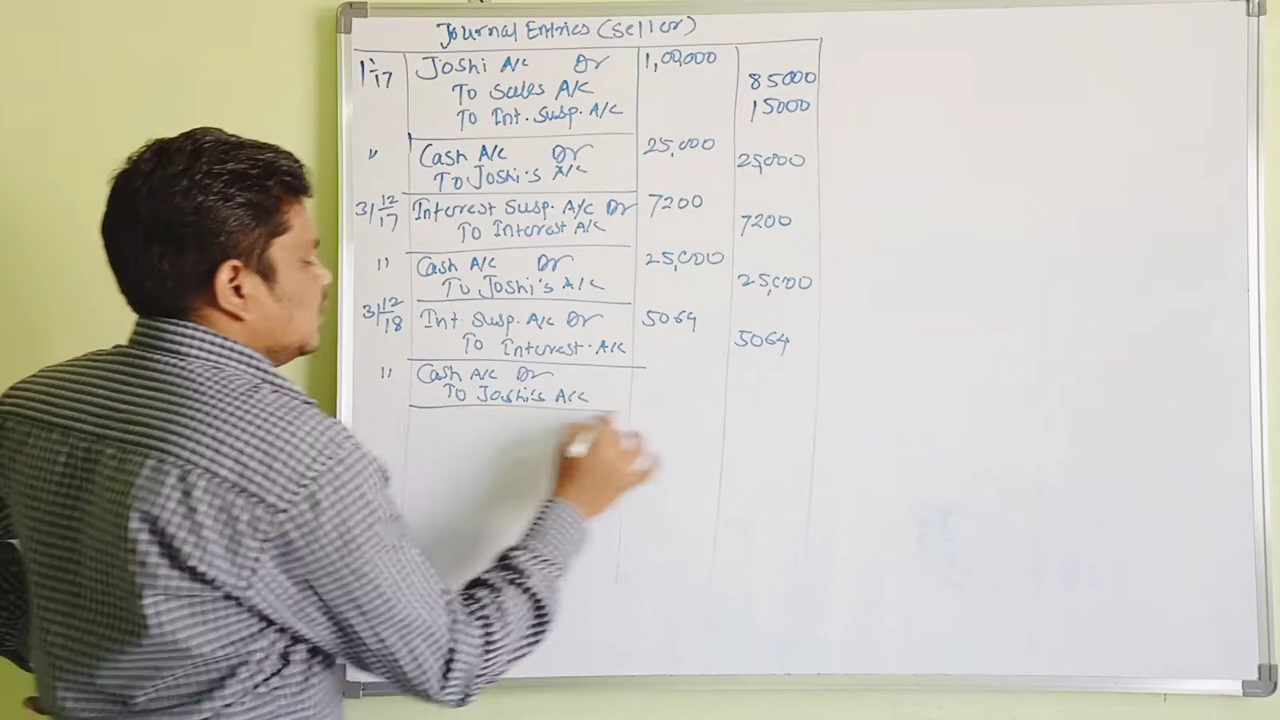 Journal Entries (Seller)
1/1/17 Joshi A/c Dr 1,00,000
To Sales A/c 85000
To Int. Susp. A/c 15000
" Cash A/c Dr 25,000
To Joshi's A/c 25,000
31/12/17 Interest Susp. A/c Dr 7200
To Interest A/c 7200
" Cash A/c Dr 25,000
To Joshi's A/c 25,000
31/12/18 Int. Susp. A/c Dr 5064
To Interest. A/c 5064
" Cash A/c Dr
To Joshi's A/c